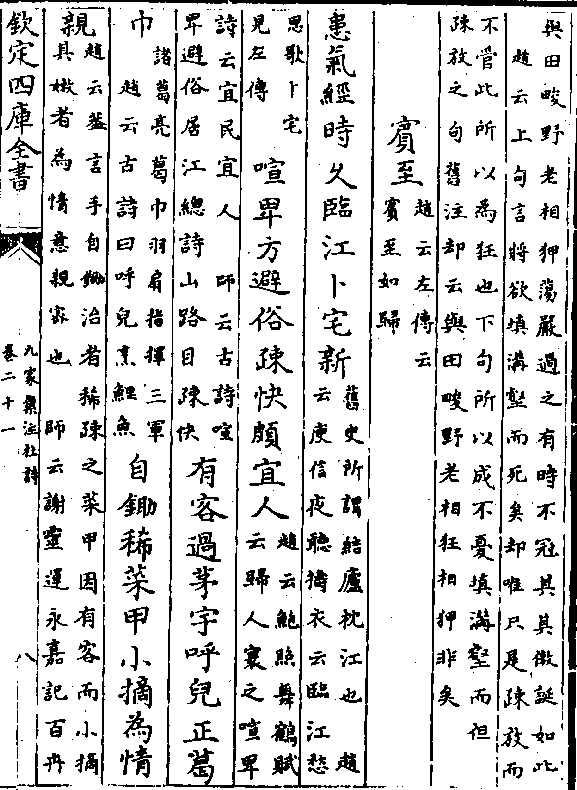 與田畯野老相狎蕩嚴過之有時不冠其其傲誕如此
趙云上句言將欲填溝壑而死矣却唯只是疎放而
不管此所以為狂也下句所以成不憂填溝壑而但
疎放之句舊注却云與田畯野老相狂相狎非矣
賓至
趙云左傳云
賓至如歸
患氣經時久臨江卜宅新
舊史所謂結廬枕江也 趙
云庾信夜聽擣衣云臨江愁
思歌卜宅
見左傳
喧卑方避俗疎快頗宜人
趙云鮑照舞鶴賦
云歸人寰之喧卑
詩云宜民宜人 師云古詩喧
卑避俗居江總詩山路目疎快
有客過茅宇呼兒正葛
巾
諸葛亮葛巾羽扇指揮三軍
趙云古詩曰呼兒烹鯉魚
自鋤稀菜甲小摘為情
親
趙云葢言手自鋤治者稀疎之菜甲因有客而小摘
具嫩者為情意親密也 師云謝靈運永嘉記百卉
欽定四庫全書
九家集注杜詩
卷二十一
八